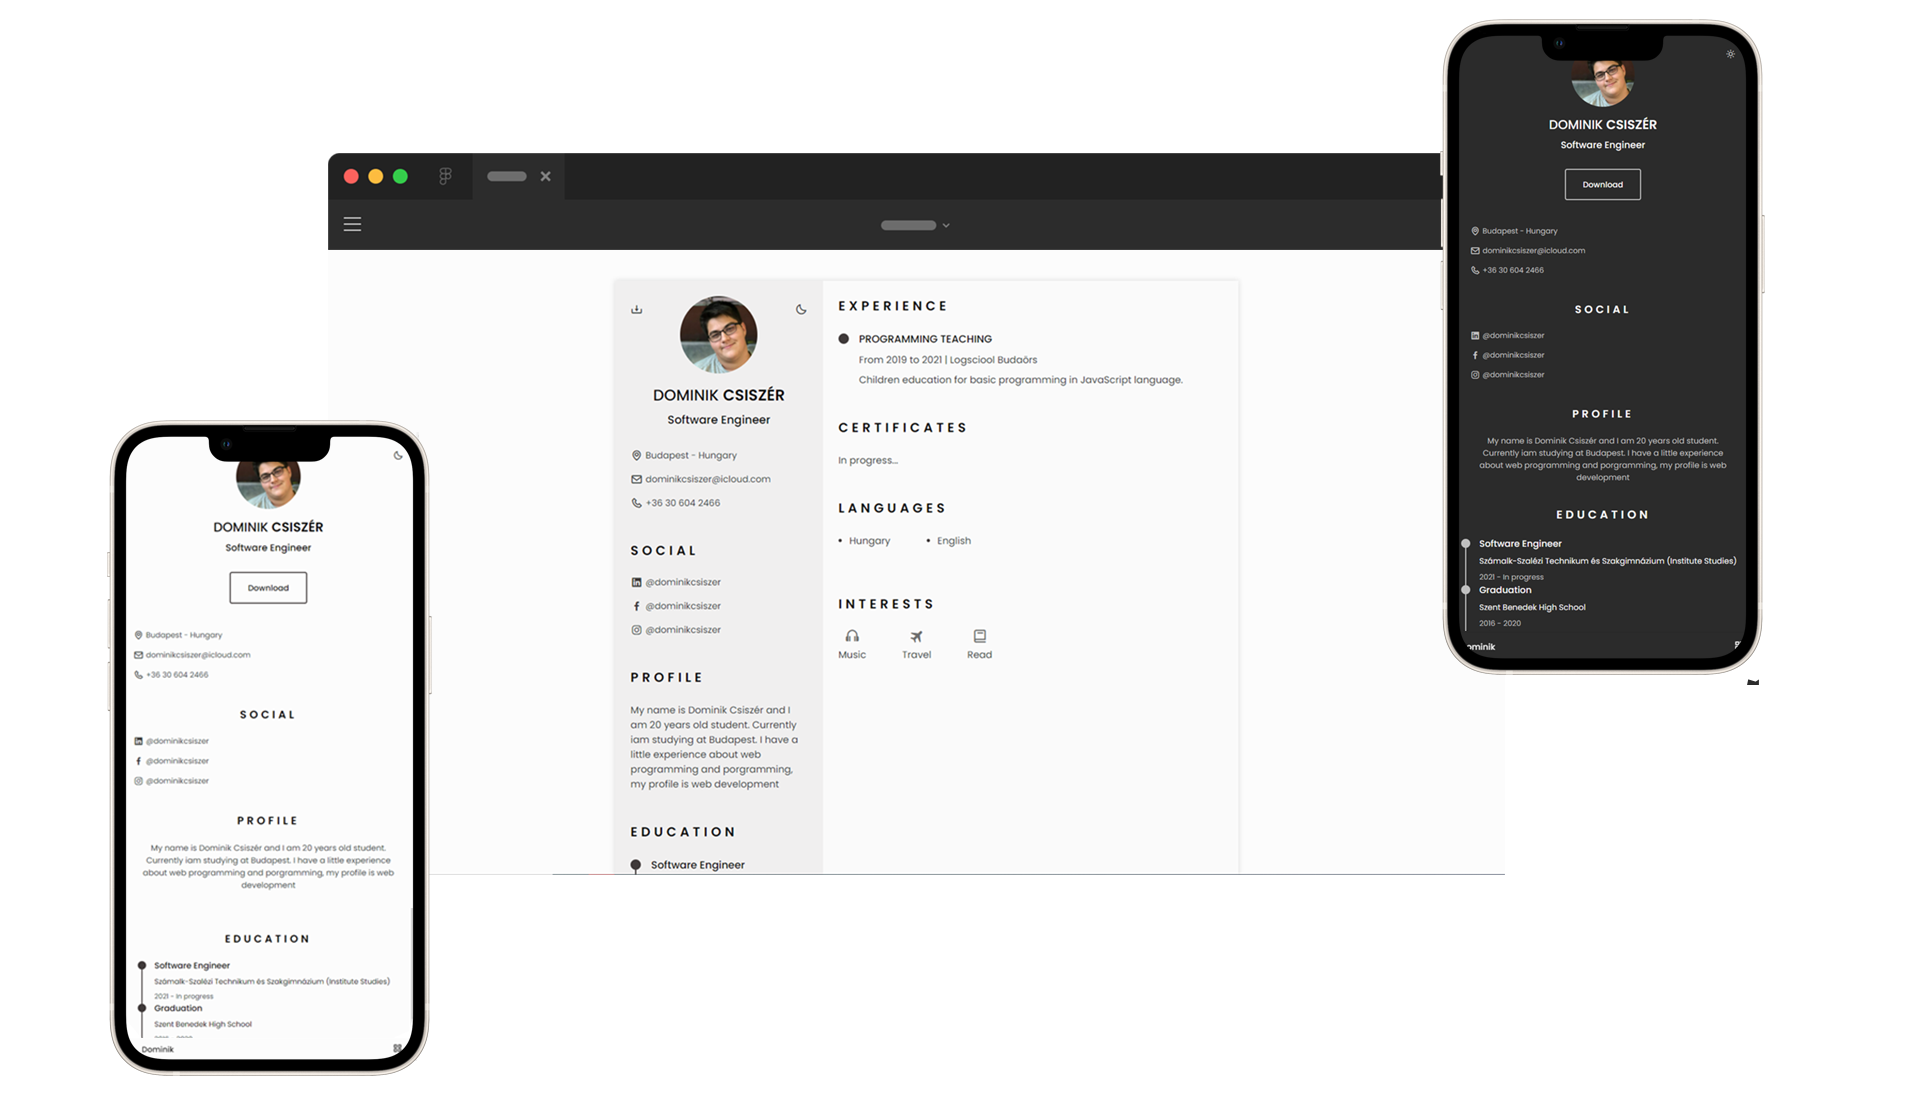 DOMINIK CSISZÉR
Software Engineer
Download
Budapest - Hungary
dominikcsiszer@icloud.com
+36 30 604 2466
SOCIAL
@dominikcsiszer
@dominikcsiszer
@dominikcsiszer
PROFILE
My name is Dominik Csiszér and I am 20 years old student.
Currently iam studying at Budapest. I have a little experience
about web programming and porgramming, my profile is web
development
EDUCATION
Software Engineer
Számalk-Szalézi Technikum és Szakgimnázium (Institute Studies)
2021 - In progress
Graduation
Szent Benedek High School
Dominik
DOMINIK CSISZÉR
Software Engineer
Budapest - Hungary
dominikcsiszer@icloud.com
+36 30 604 2466
SOCIAL
@dominikcsiszer
@dominikcsiszer
@dominikcsiszer
PROFILE
My name is Dominik Csiszér and I
am 20 years old student. Currently
iam studying at Budapest. I have a
little experience about web
programming and porgramming,
my profile is web development
EDUCATION
Software Engineer
EXPERIENCE
PROGRAMMING TEACHING
From 2019 to 2021 | Logsciool Budaörs
Children education for basic programming in JavaScript language.
CERTIFICATES
In progress...
LANGUAGES
• Hungary • English
INTERESTS
Music Travel Read
DOMINIK CSISZÉR
Software Engineer
Download
Budapest - Hungary
dominikcsiszer@icloud.com
+36 30 604 2466
SOCIAL
@dominikcsiszer
@dominikcsiszer
@dominikcsiszer
PROFILE
My name is Dominik Csiszér and I am 20 years old student.
Currently iam studying at Budapest. I have a little experience
about web programming and porgramming, my profile is web
development
EDUCATION
Software Engineer
Számalk-Szalézi Technikum és Szakgimnázium (Institute Studies)
2021 - In progress
Graduation
Szent Benedek High School
2016 - 2020
ominik